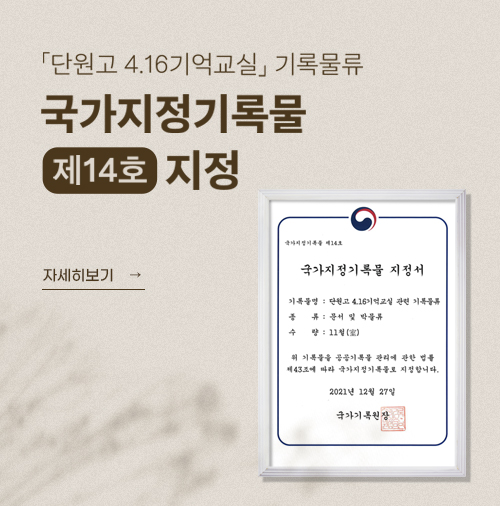 「단원고 4.16기억교실」 기록물류
국가지정기록물
제14호 지정
자세히보기 →
국가지정기록물 제14호
국가지정기록물 지정서
기록물명 : 단원고 4.16기억교실 관련 기록물류
종 류 : 문서 및 박물류
수 량 : 11월(室)
위 기록물을 공공기록물 관리에 관한 법률
제43조에 따라 국가지정기록물로 지정합니다.
2021년 12월 27일
국가기록원장